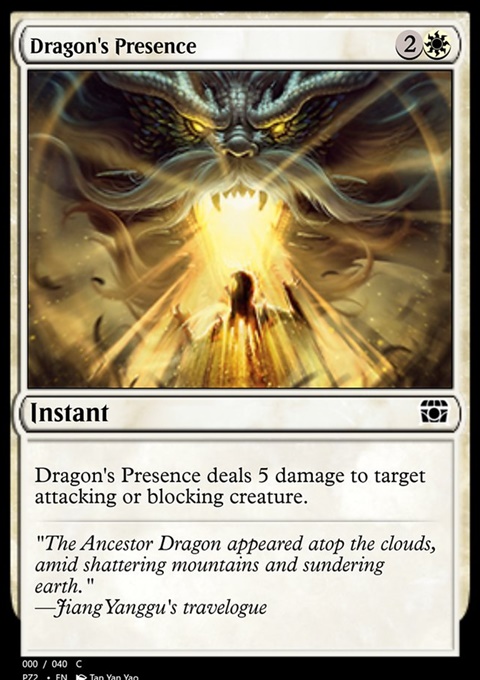 Dragon's Presence 2
Instant
Dragon's Presence deals 5 damage to target
attacking or blocking creature.
"The Ancestor Dragon appeared atop the clouds,
amid shattering mountains and sundering
earth."
—Jiang Yanggu's travelogue
000 / 040 C
PZ2 • EN Tan Yan Yao